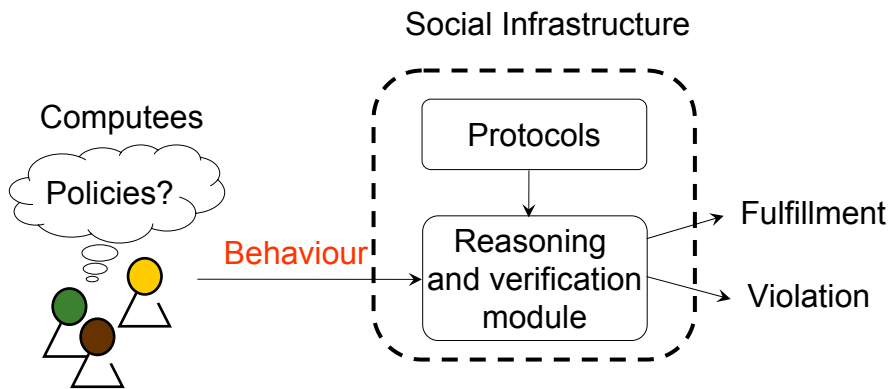 Social Infrastructure
Computees
Policies?
Protocols
Behaviour
Reasoning
and verification
module
Fulfillment
Violation